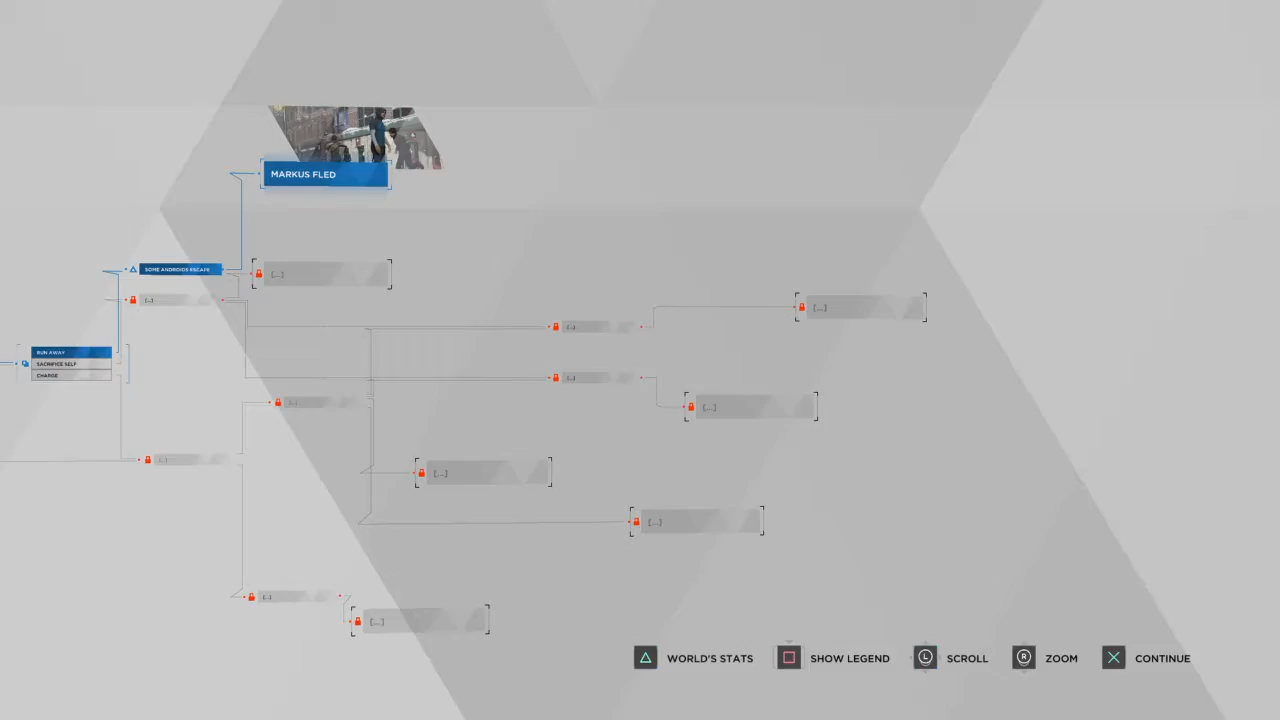 MARKUS FLED
SOME ANDROIDS ESCAPE
[...]
[...]
[...]
[...]
RUN AWAY
SACRIFICE SELF
CHARGE
[...]
[...]
[...]
[...]
[...]
[...]
[...]
[...]
L
R
WORLD'S STATS
SHOW LEGEND
SCROLL
ZOOM
CONTINUE